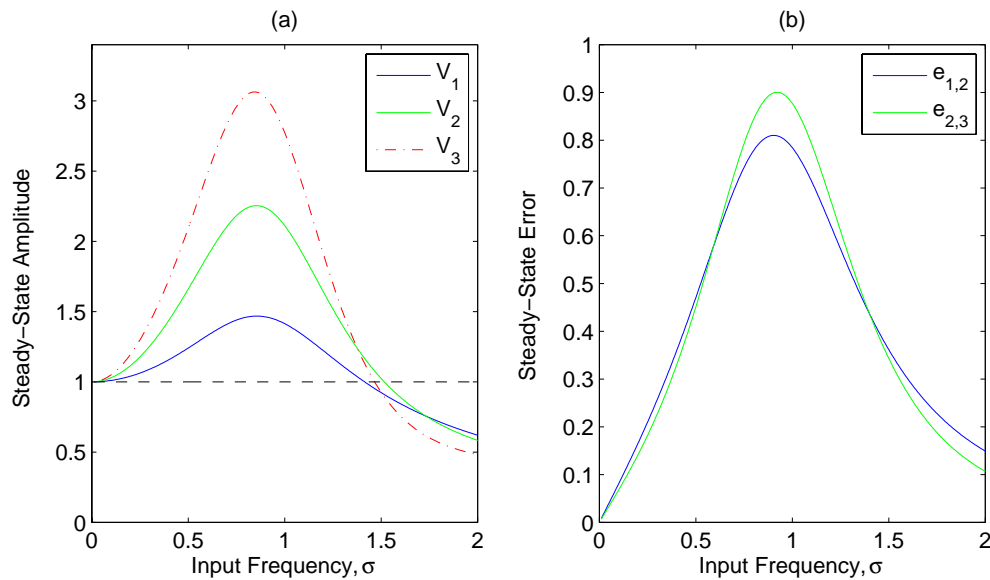 (a)
Steady-State Amplitude
3
2.5
2
1.5
1
0.5
0
0
0.5
1
1.5
2
Input Frequency, σ
V1
V2
V3
(b)
Steady-State Error
1
0.9
0.8
0.7
0.6
0.5
0.4
0.3
0.2
0.1
0
0
0.5
1
1.5
2
Input Frequency, σ
e1,2
e2,3